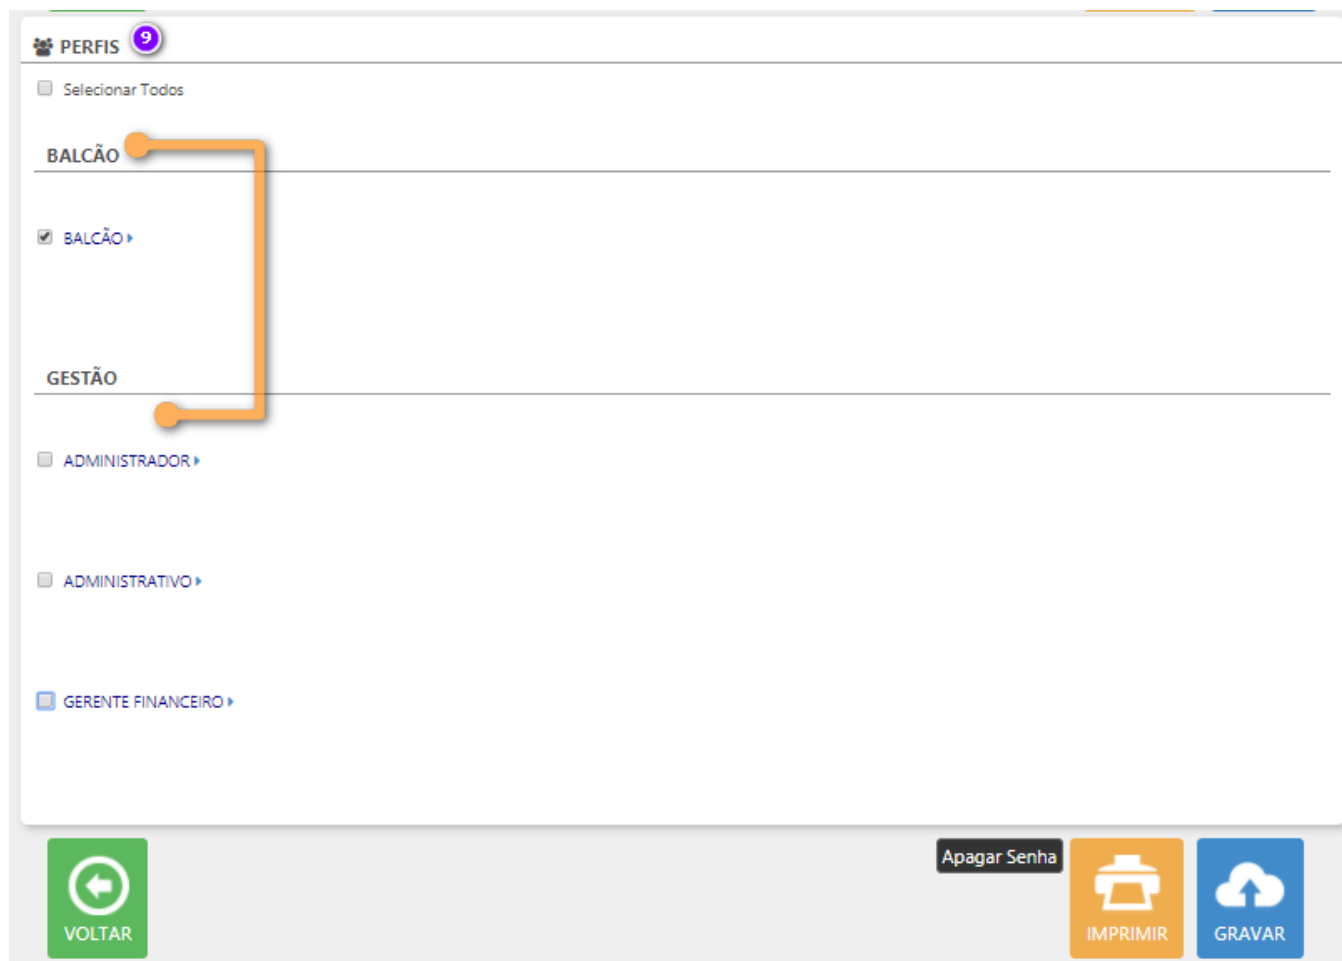 PERFIS 9
Selecionar Todos
BALCÃO
BALCÃO
GESTÃO
ADMINISTRADOR
ADMINISTRATIVO
GERENTE FINANCEIRO
Apagar Senha
VOLTAR
IMPRIMIR
GRAVAR